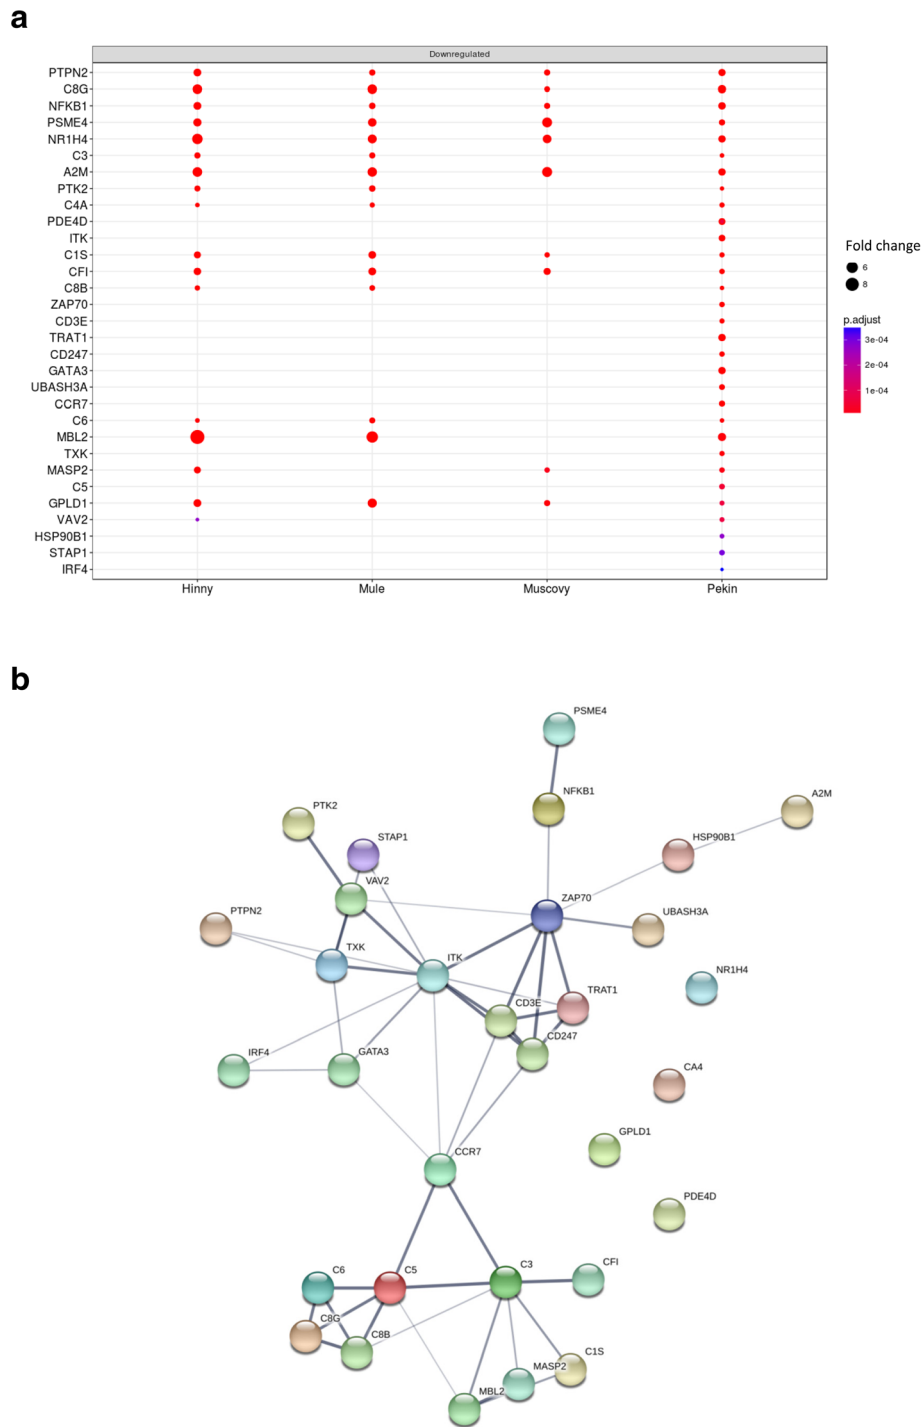 a
Downregulated
PTPN2
C8G
NFKB1
PSME4
NR1H4
C3
A2M
PTK2
C4A
PDE4D
ITK
C1S
CFI
C8B
ZAP70
CD3E
TRAT1
CD247
GATA3
UBASH3A
CCR7
C6
MBL2
TXK
MASP2
C5
GPLD1
VAV2
HSP90B1
STAP1
IRF4
Hinny Mule Muscovy Pekin
Fold change
6
8
p.adjust
3e-04
2e-04
1e-04
b
PSME4
NFKB1
A2M
PTK2
STAP1
HSP90B1
VAV2
ZAP70
UBASH3A
PTPN2
TXK
ITK
NR1H4
TRAT1
CD3E
CD247
IRF4
GATA3
CA4
GPLD1
CCR7
PDE4D
C6
C5
C3
CFI
C8G
C8B
C1S
MASP2
MBL2